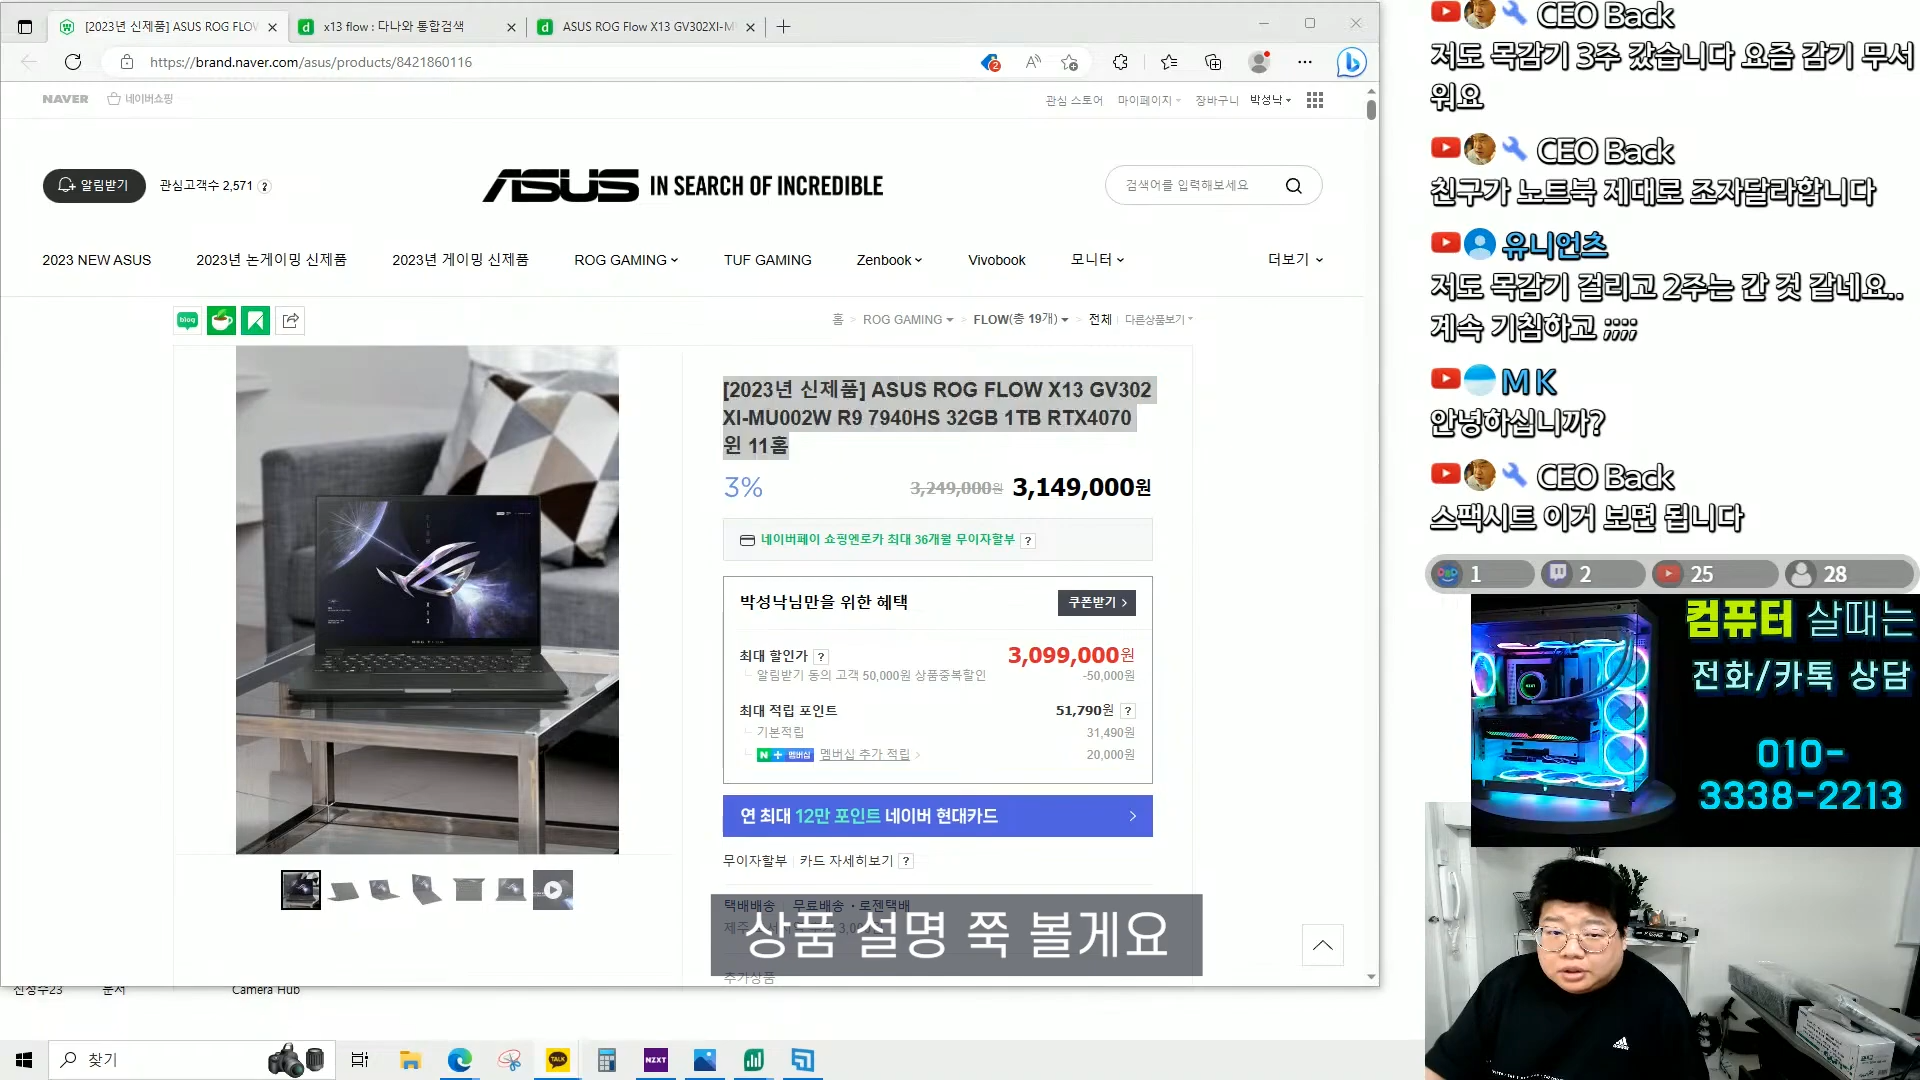 [2023년 신제품] ASUS ROG FLOW
x13 flow : 다나와 통합검색
ASUS ROG Flow X13 GV302XI-M
https://brand.naver.com/asus/products/8421860116
NAVER 네이버쇼핑
관심 스토어 마이페이지 장바구니 박성낙
알림받기 관심고객수 2,571 ?
ASUS IN SEARCH OF INCREDIBLE
검색어를 입력해보세요
2023 NEW ASUS 2023년 논게이밍 신제품 2023년 게이밍 신제품 ROG GAMING TUF GAMING Zenbook Vivobook 모니터 더보기
blog
홈 > ROG GAMING > FLOW(총 19개) > 전체 다른상품보기
[2023년 신제품] ASUS ROG FLOW X13 GV302
XI-MU002W R9 7940HS 32GB 1TB RTX4070
윈 11홈
3% 3,249,000원 3,149,000원
네이버페이 쇼핑엔로카 최대 36개월 무이자할부 ?
박성낙님만을 위한 혜택 쿠폰받기 >
최대 할인가 ? 3,099,000원
알림받기 동의 고객 50,000원 상품중복할인 -50,000원
최대 적립 포인트 51,790원 ?
기본적립 31,490원
N + 멤버십 멤버십 추가 적립 > 20,000원
연 최대 12만 포인트 네이버 현대카드 >
무이자할부 카드 자세히보기 ?
택배배송 무료배송 · 로젠택배
상품 설명 쭉 볼게요
추가상품
문서
Camera Hub
찾기
TALK
NZXT
CEO Back
저도 목감기 3주 갔습니다 요즘 감기 무서
워요
CEO Back
친구가 노트북 제대로 조자달라합니다
유니언츠
저도 목감기 걸리고 2주는 간 것 같네요..
계속 기침하고 ;;;;
M K
안녕하십니까?
CEO Back
스팩시트 이거 보면 됩니다
1 2 25 28
컴퓨터 살때는
전화/카톡 상담
010-
3338-2213